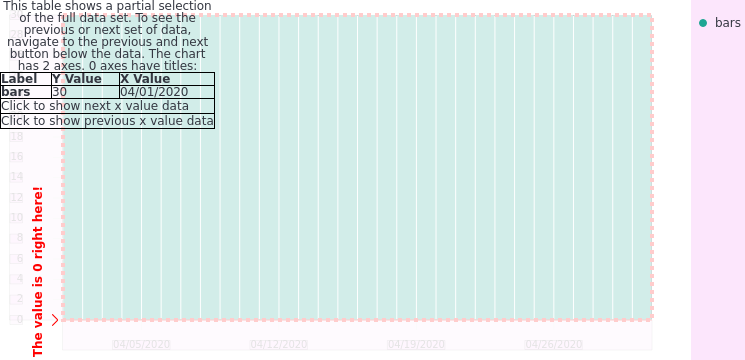 This table shows a partial selection
of the full data set. To see the
previous or next set of data,
navigate to the previous and next
button below the data. The chart
has 2 axes. 0 axes have titles:
Label Y Value X Value
bars 30 04/01/2020
Click to show next x value data
Click to show previous x value data
bars
18
16
14
12
10
8
6
4
2
0
The value is 0 right here!
04/05/2020 04/12/2020 04/19/2020 04/26/2020